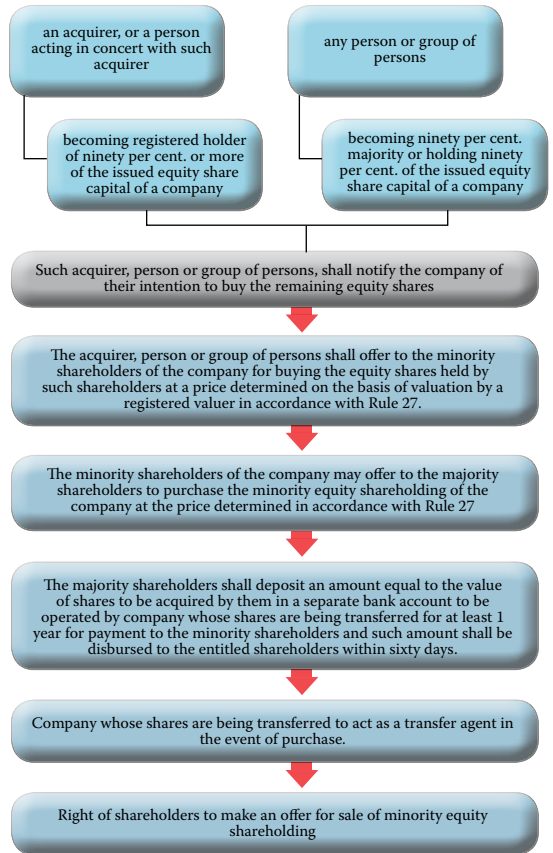 an acquirer, or a person
acting in concert with such
acquirer
any person or group of
persons
becoming registered holder
of ninety per cent. or more
of the issued equity share
capital of a company
becoming ninety per cent.
majority or holding ninety
per cent. of the issued equity
share capital of a company
Such acquirer, person or group of persons, shall notify the company of
their intention to buy the remaining equity shares
The acquirer, person or group of persons shall offer to the minority
shareholders of the company for buying the equity shares held by
such shareholders at a price determined on the basis of valuation by a
registered valuer in accordance with Rule 27.
The minority shareholders of the company may offer to the majority
shareholders to purchase the minority equity shareholding of the
company at the price determined in accordance with Rule 27
The majority shareholders shall deposit an amount equal to the value
of shares to be acquired by them in a separate bank account to be
operated by company whose shares are being transferred for at least 1
year for payment to the minority shareholders and such amount shall be
disbursed to the entitled shareholders within sixty days.
Company whose shares are being transferred to act as a transfer agent in
the event of purchase.
Right of shareholders to make an offer for sale of minority equity
shareholding